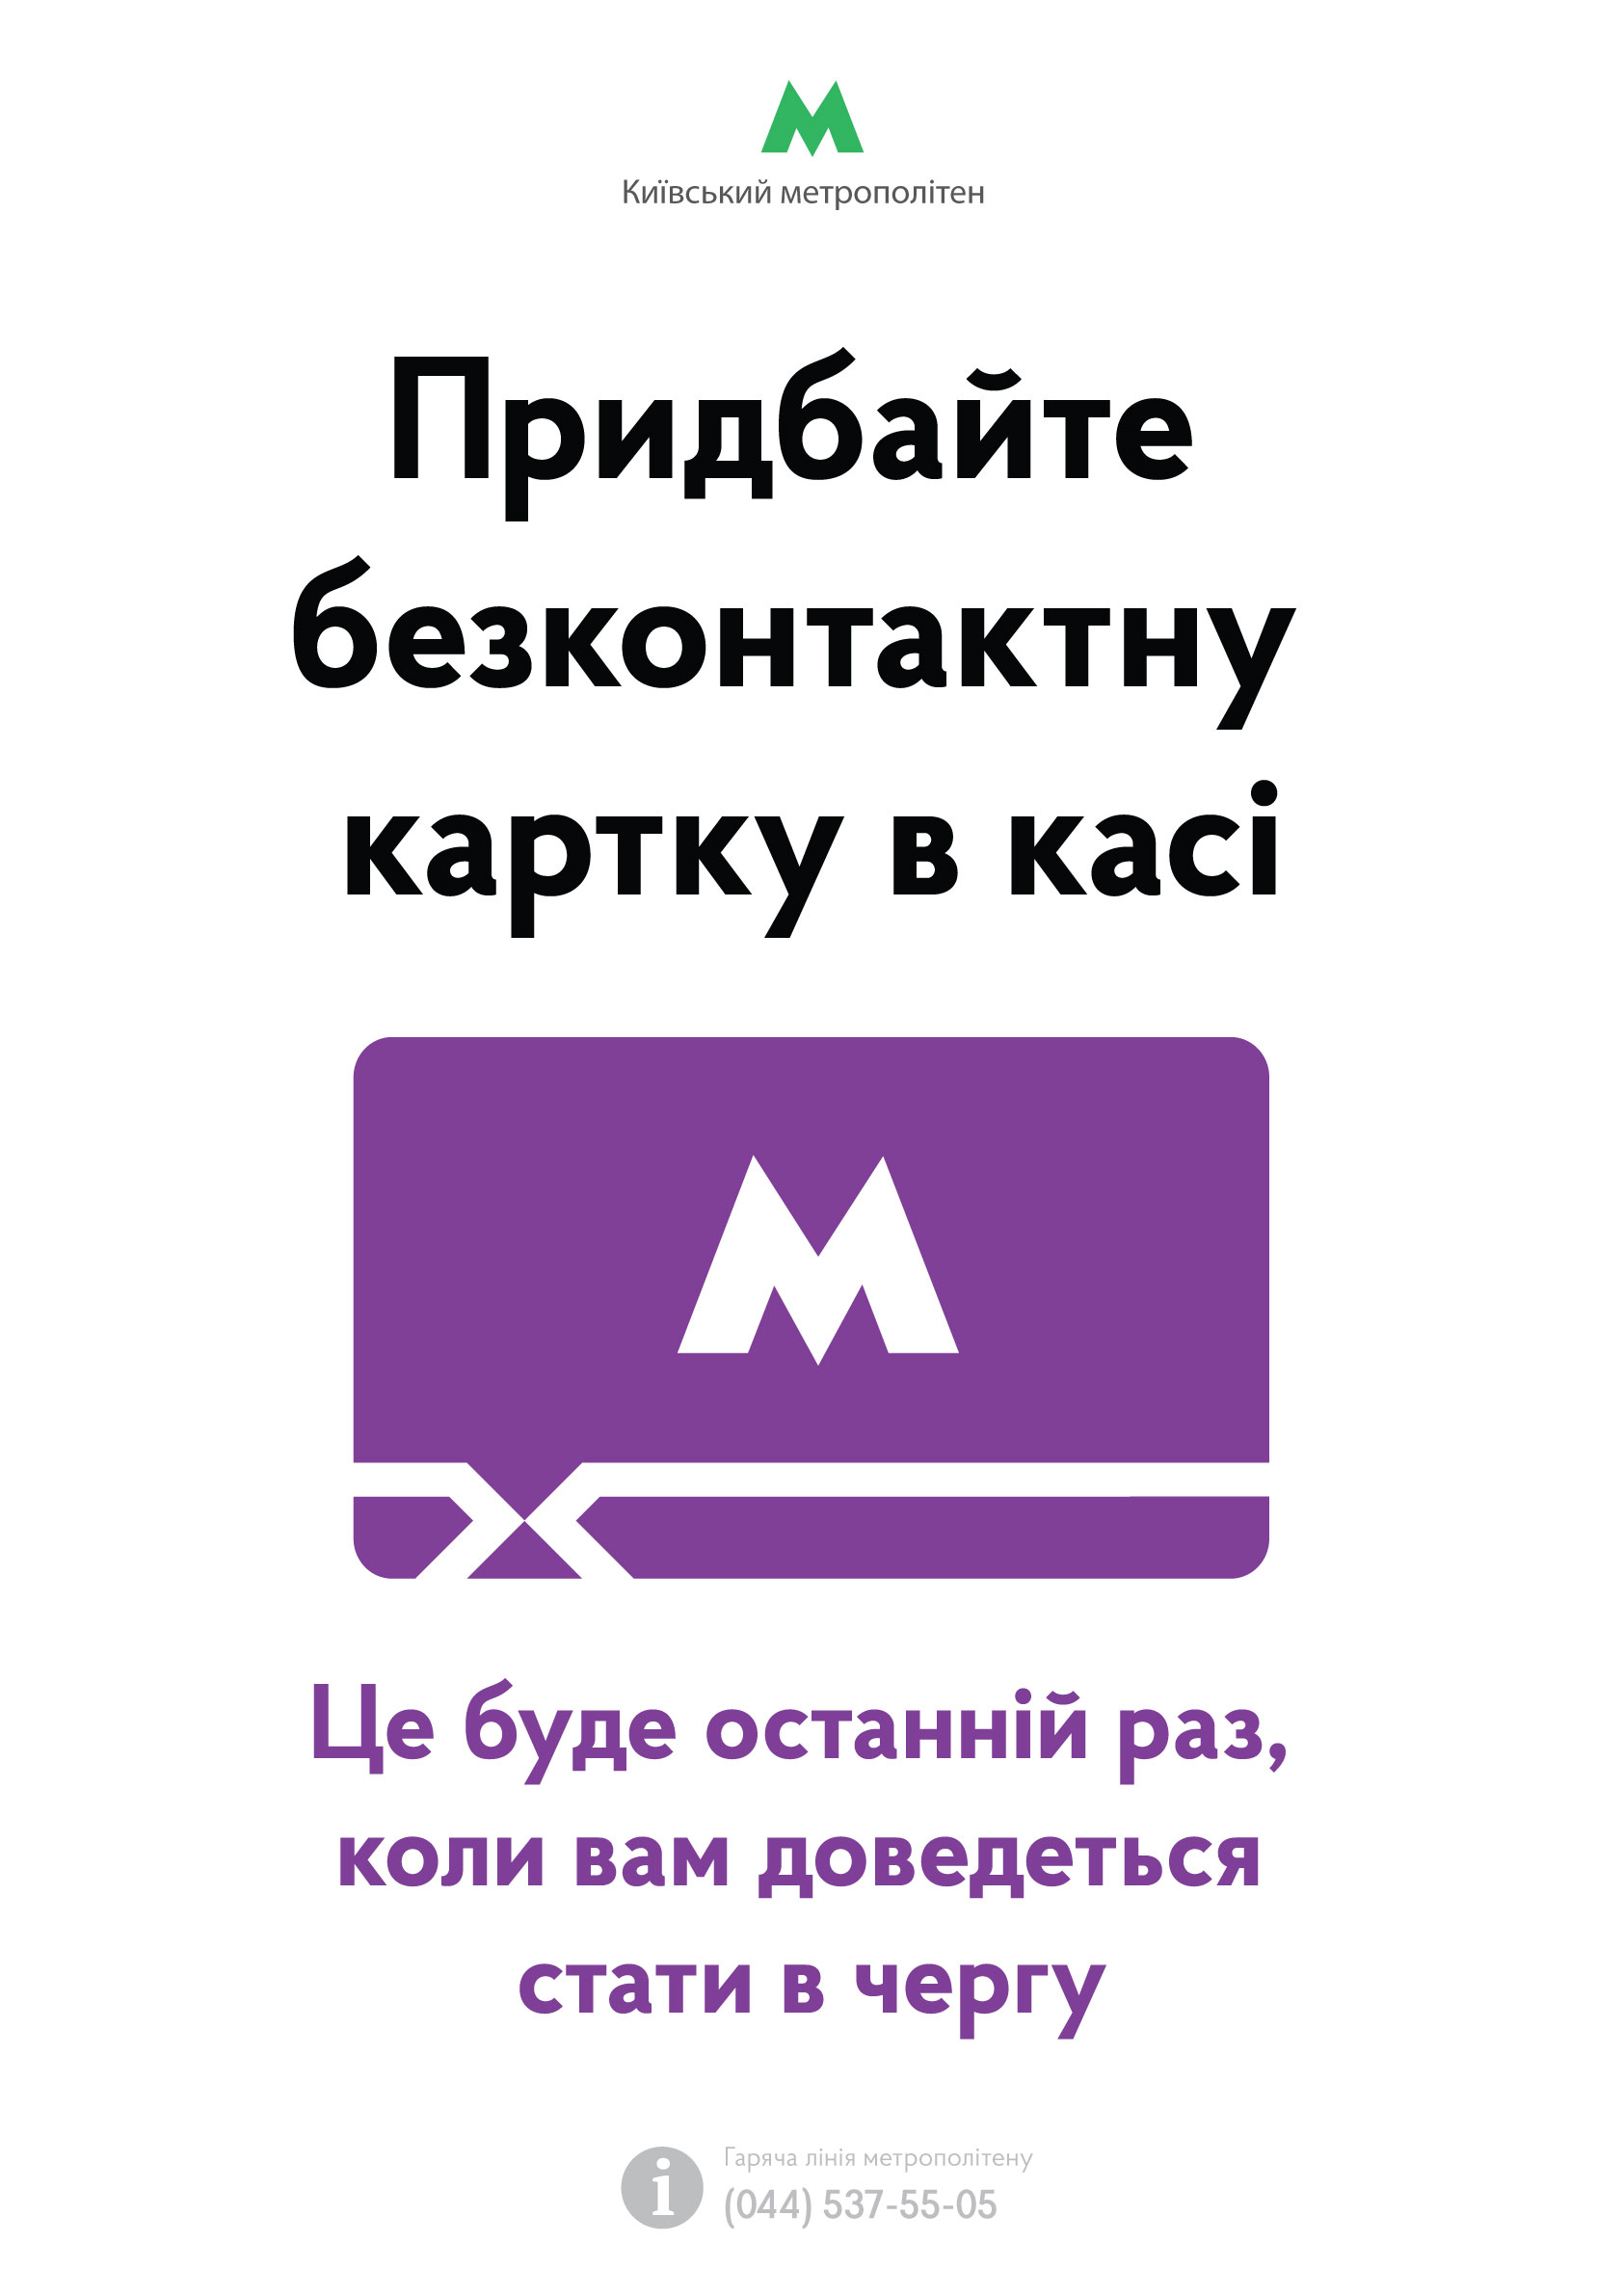 М
Київський метрополітен
Придбайте
безконтактну
картку в касі
М
Це буде останній раз,
коли вам доведеться
стати в чергу
i
Гаряча лінія метрополітену
(044) 537-55-05